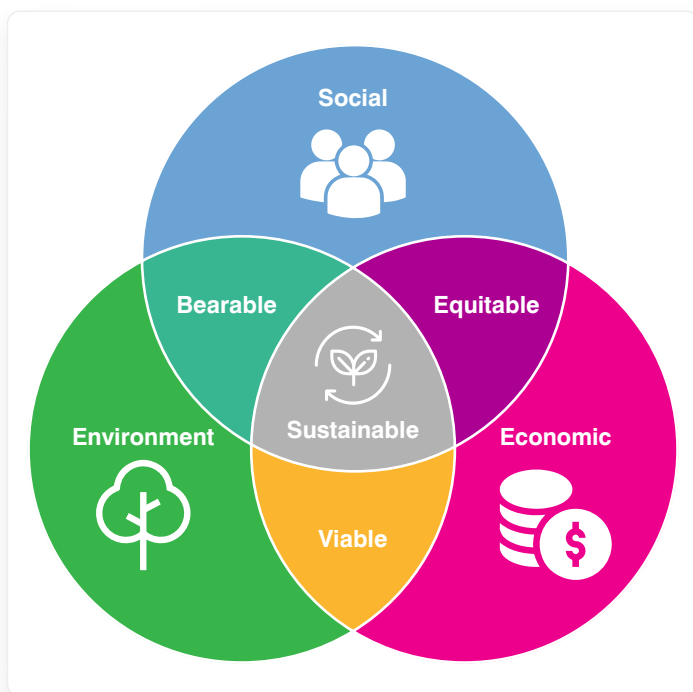 Social
Bearable
Equitable
Sustainable
Environment
Economic
$
Viable